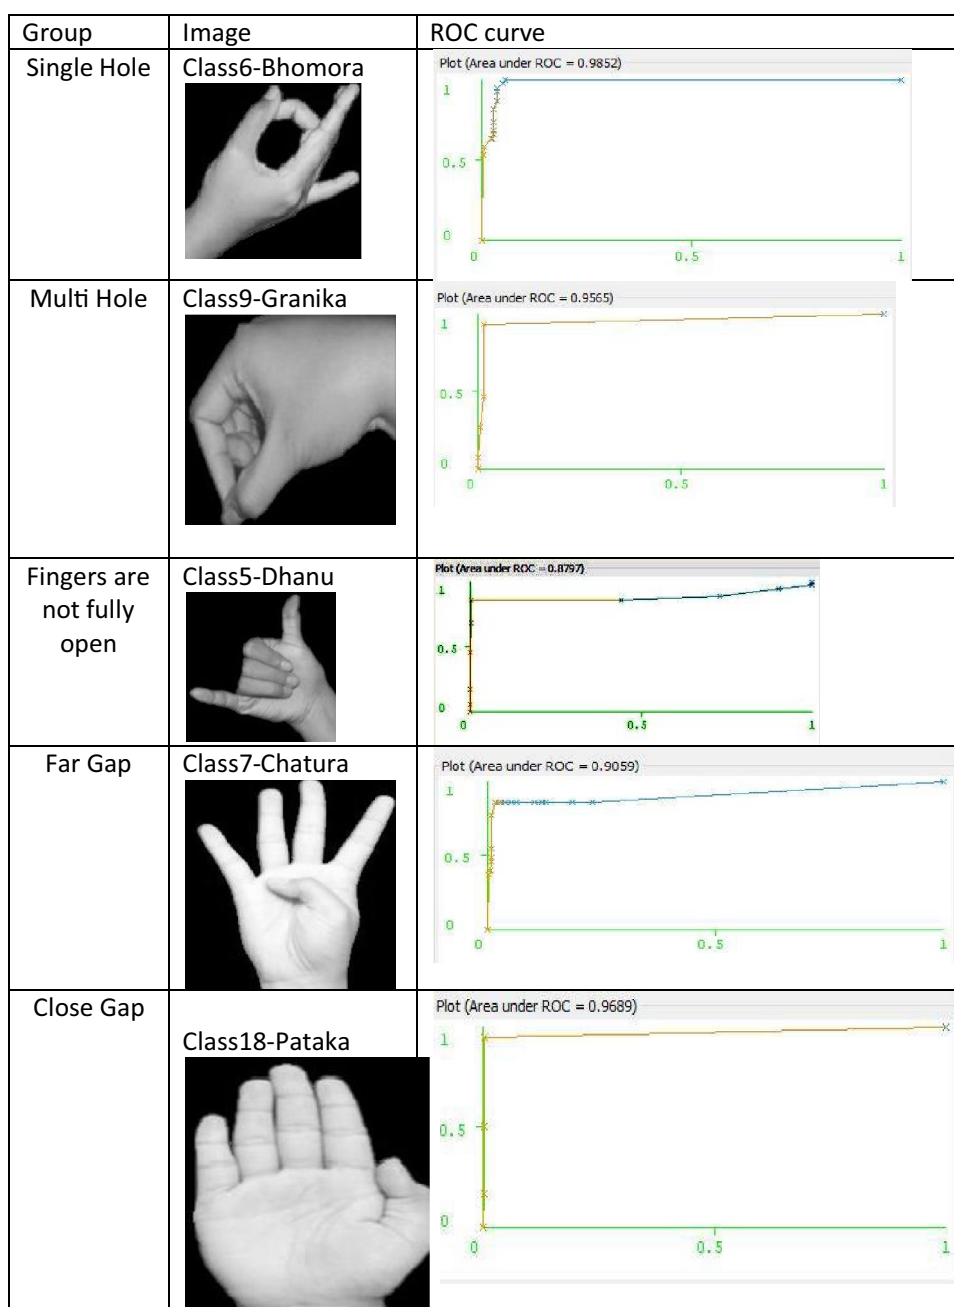 Group Image ROC curve
Single Hole Class6-Bhomora
Plot (Area under ROC = 0.9852)
1
0.5
0
0 0.5 1
Multi Hole Class9-Granika
Plot (Area under ROC = 0.9565)
1
0.5
0
0 0.5 1
Fingers are
not fully
open
Class5-Dhanu
Plot (Area under ROC = 0.8797)
1
0.5
0
0 0.5 1
Far Gap Class7-Chatura
Plot (Area under ROC = 0.9059)
1
0.5
0
0 0.5 1
Close Gap
Class18-Pataka
Plot (Area under ROC = 0.9689)
1
0.5
0
0 0.5 1